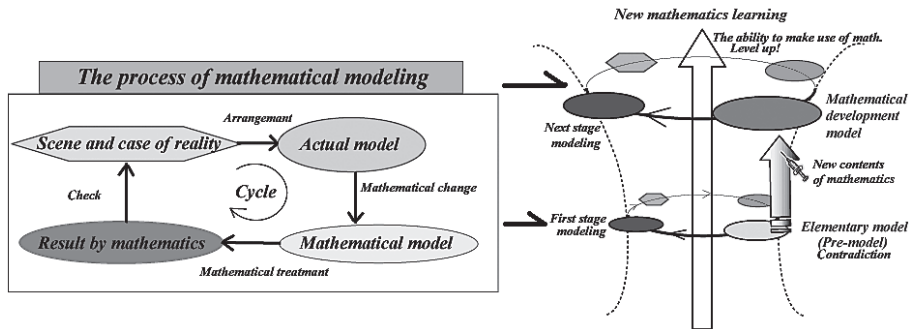 New mathematics learning
The ability to make use of math.
Level up!
The process of mathematical modeling
Arrangemant
Scene and case of reality
Actual model
Check
Cycle
Mathematical change
Result by mathematics
Mathematical model
Mathematical treatmant
Mathematical
development
model
Next stage
modeling
New contents
of mathematics
First stage
modeling
Elementary model
(Pre-model)
Contradiction